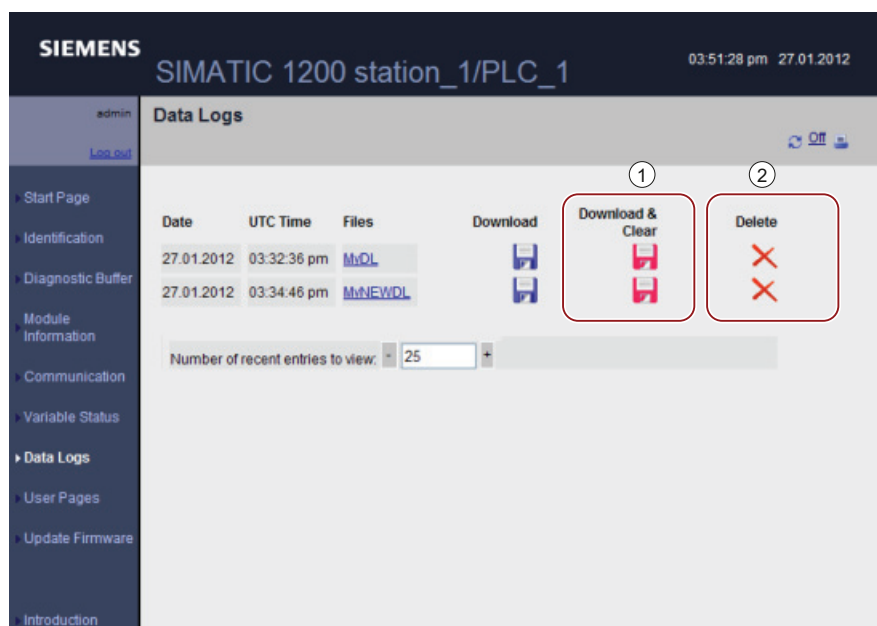 SIEMENS
SIMATIC 1200 station_1/PLC_1
03:51:28 pm 27.01.2012
admin
Log out
Data Logs
Off
Start Page
Identification
Diagnostic Buffer
Module
Information
Communication
Variable Status
Data Logs
User Pages
Update Firmware
Introduction
1
2
Date UTC Time Files Download Download & Delete
Clear
27.01.2012 03:32:36 pm MyDL
27.01.2012 03:34:46 pm MyNEWDL
Number of recent entries to view: - 25 +